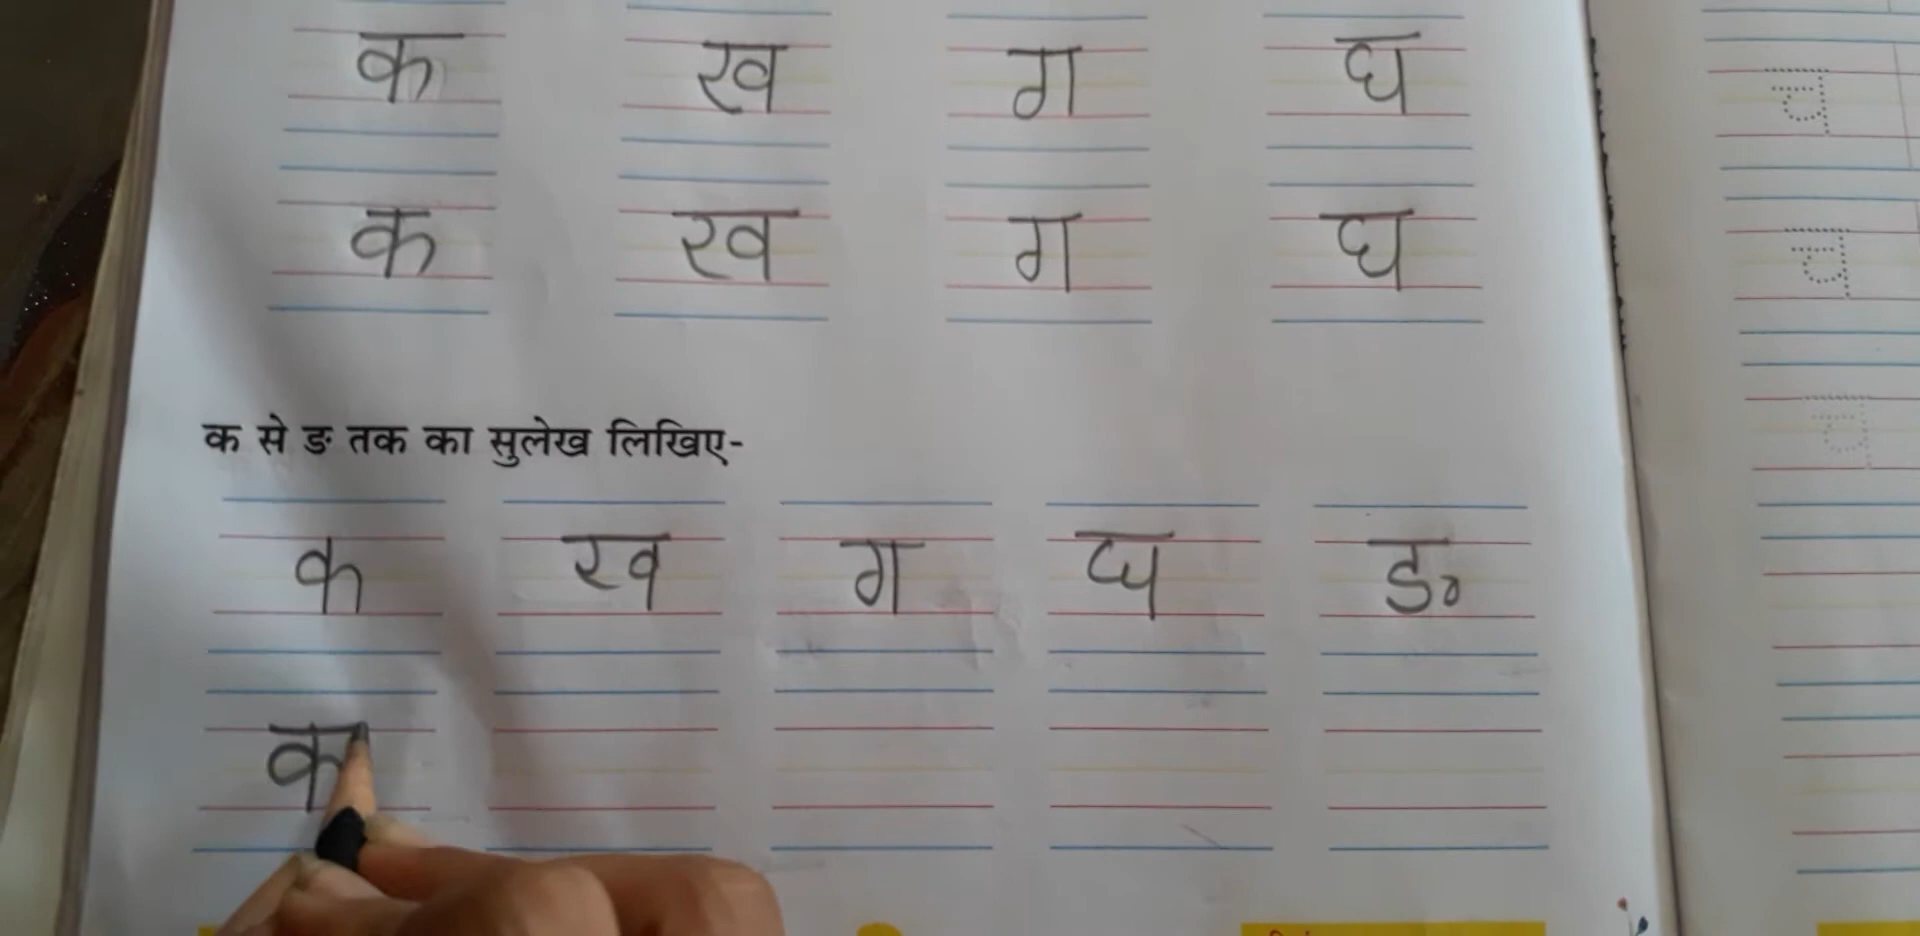 क ख ग घ
क ख ग घ
क से ङ तक का सुलेख लिखिए-
क ख ग घ ङ
क
च
च
च